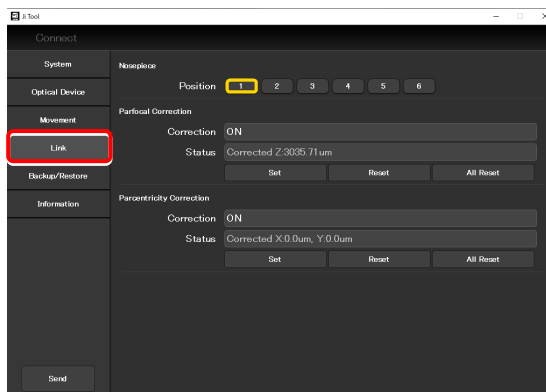 Ji Tool
Connect
System
Optical Device
Movement
Link
Backup/Restore
Information
Send
Nosepiece
Position 1 2 3 4 5 6
Parfocal Correction
Correction ON
Status Corrected Z:3035.71um
Set Reset All Reset
Parcentricity Correction
Correction ON
Status Corrected X:0.0um, Y:0.0um
Set Reset All Reset